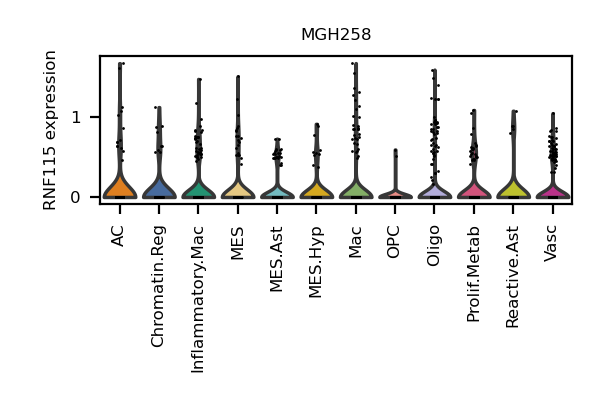 MGH258
RNF115 expression
1
0
AC
Chromatin.Reg
Inflammatory.Mac
MES
MES.Ast
MES.Hyp
Mac
OPC
Oligo
Prolif.Metab
Reactive.Ast
Vasc